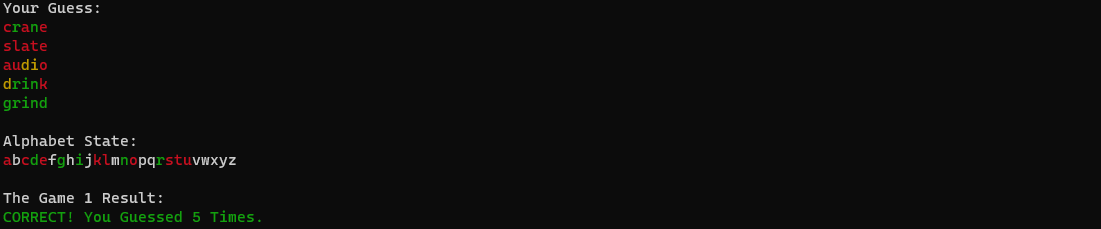 Your Guess:
crane
slate
audio
drink
grind
Alphabet State:
abcdefghijklmnopqrstuvwxyz
The Game 1 Result:
CORRECT! You Guessed 5 Times.